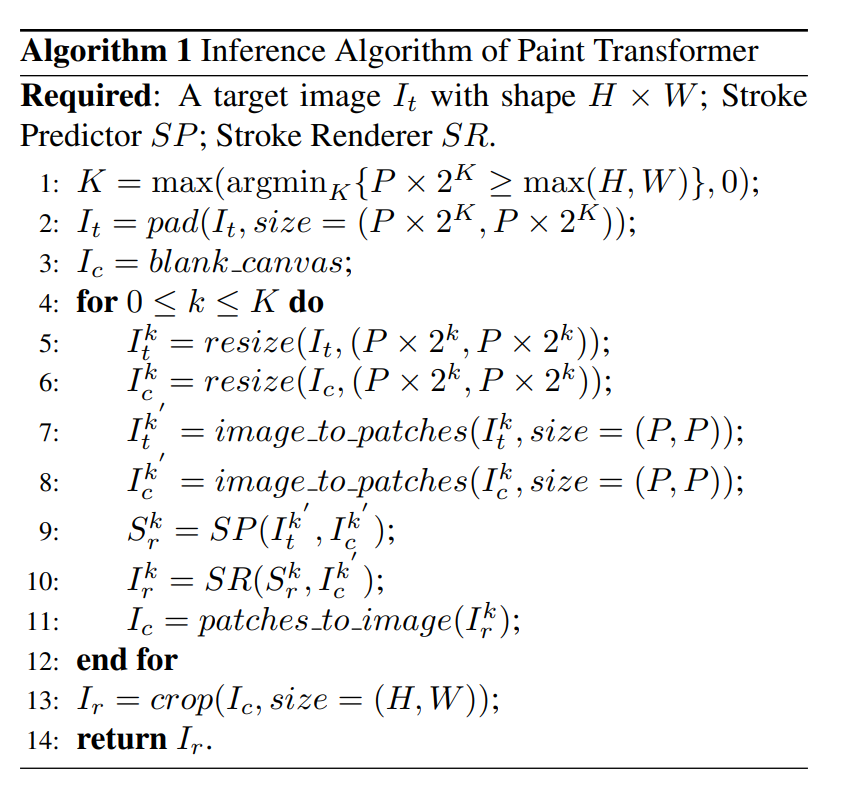 Algorithm 1 Inference Algorithm of Paint Transformer
Required: A target image $I_t$ with shape $H \times W$; Stroke
Predictor $SP$; Stroke Renderer $SR$.
1: $K = \max(\operatorname{argmin}_K\{P \times 2^K \geq \max(H, W)\}, 0);$
2: $I_t = pad(I_t, size = (P \times 2^K, P \times 2^K));$
3: $I_c = blank\_canvas;$
4: for $0 \leq k \leq K$ do
5: $I_t^k = resize(I_t, (P \times 2^k, P \times 2^k));$
6: $I_c^k = resize(I_c, (P \times 2^k, P \times 2^k));$
7: $I_t^{k'} = image\_to\_patches(I_t^k, size = (P, P));$
8: $I_c^{k'} = image\_to\_patches(I_c^k, size = (P, P));$
9: $S_r^k = SP(I_t^{k'}, I_c^{k'});$
10: $I_r^k = SR(S_r^k, I_c^{k'});$
11: $I_c = patches\_to\_image(I_r^k);$
12: end for
13: $I_r = crop(I_c, size = (H, W));$
14: return $I_r$.